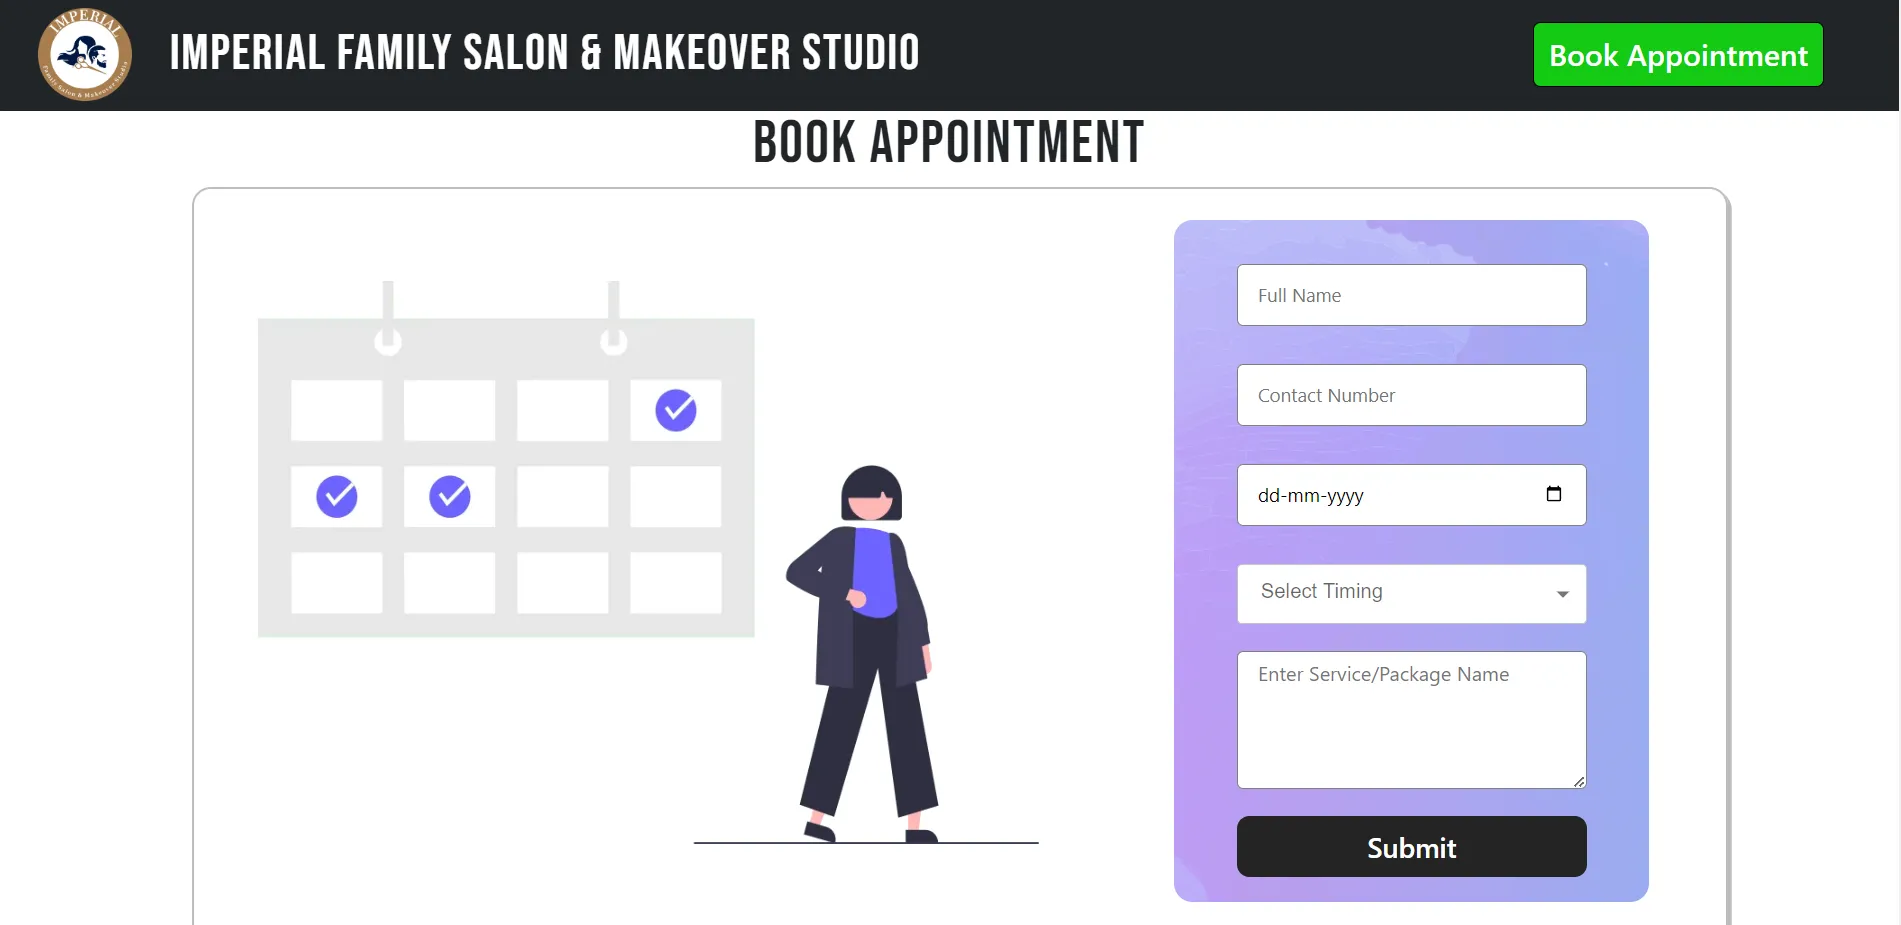 IMPERIAL
Family Salon & Makeover Studio
IMPERIAL FAMILY SALON & MAKEOVER STUDIO
Book Appointment
BOOK APPOINTMENT
Full Name
Contact Number
dd-mm-yyyy
Select Timing
Enter Service/Package Name
Submit